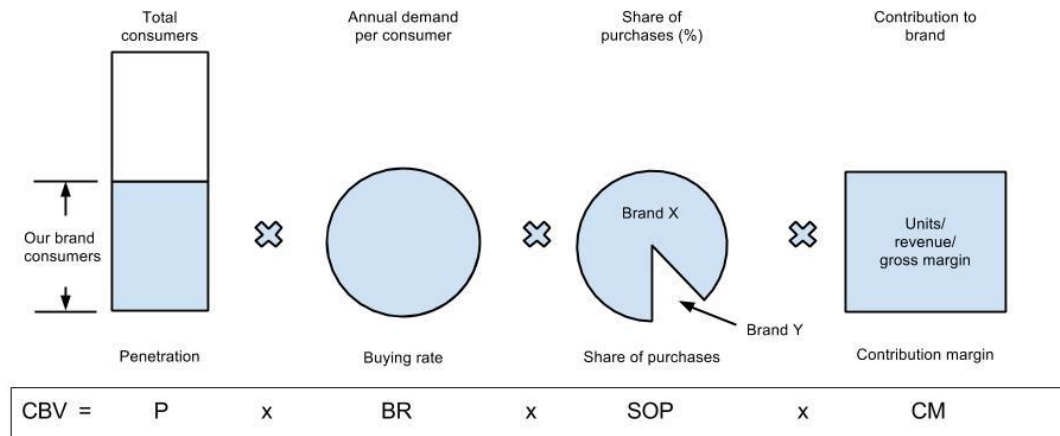 Total
consumers
Annual demand
per consumer
Share of
purchases (%)
Contribution to
brand
Our brand
consumers
Brand X
Brand Y
Units/
revenue/
gross margin
Penetration
Buying rate
Share of purchases
Contribution margin
CBV = P x BR x SOP x CM